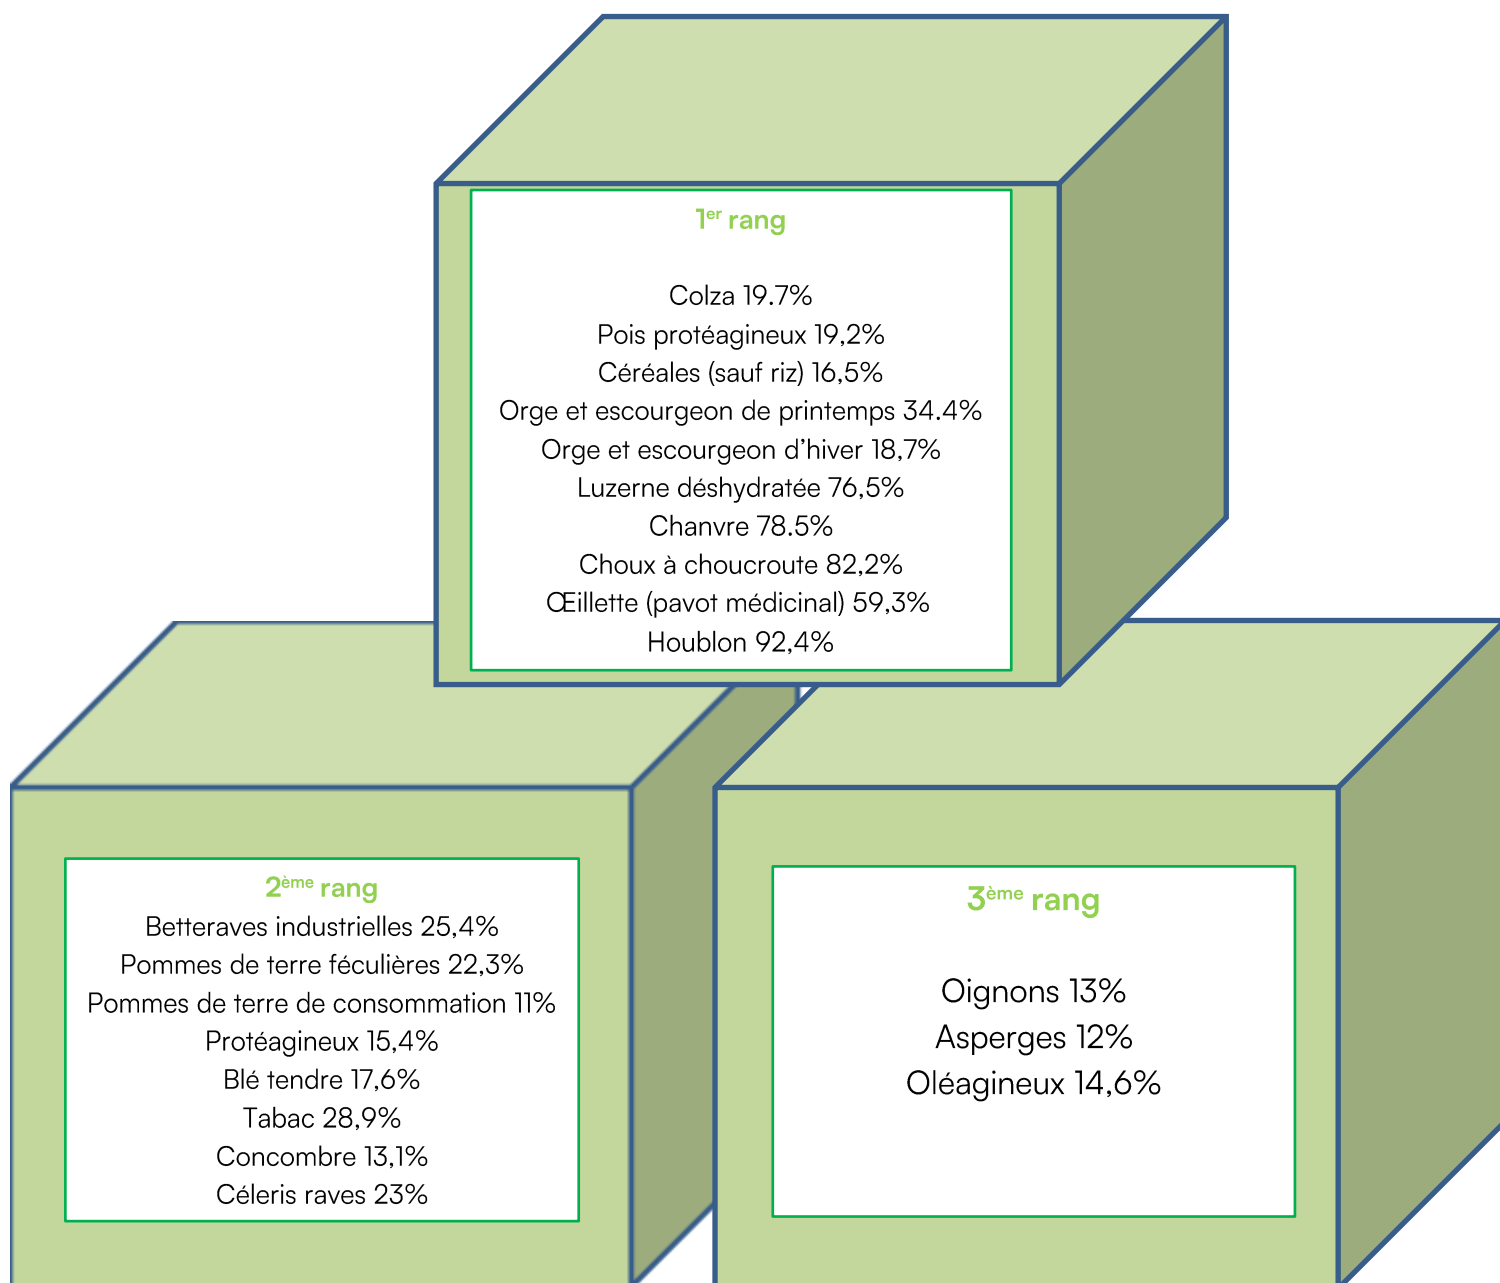 1er rang
Colza 19.7%
Pois protéagineux 19,2%
Céréales (sauf riz) 16,5%
Orge et escourgeon de printemps 34.4%
Orge et escourgeon d’hiver 18,7%
Luzerne déshydratée 76,5%
Chanvre 78.5%
Choux à choucroute 82,2%
Œillette (pavot médicinal) 59,3%
Houblon 92,4%
2ème rang
Betteraves industrielles 25,4%
Pommes de terre féculières 22,3%
Pommes de terre de consommation 11%
Protéagineux 15,4%
Blé tendre 17,6%
Tabac 28,9%
Concombre 13,1%
Céleris raves 23%
3ème rang
Oignons 13%
Asperges 12%
Oléagineux 14,6%